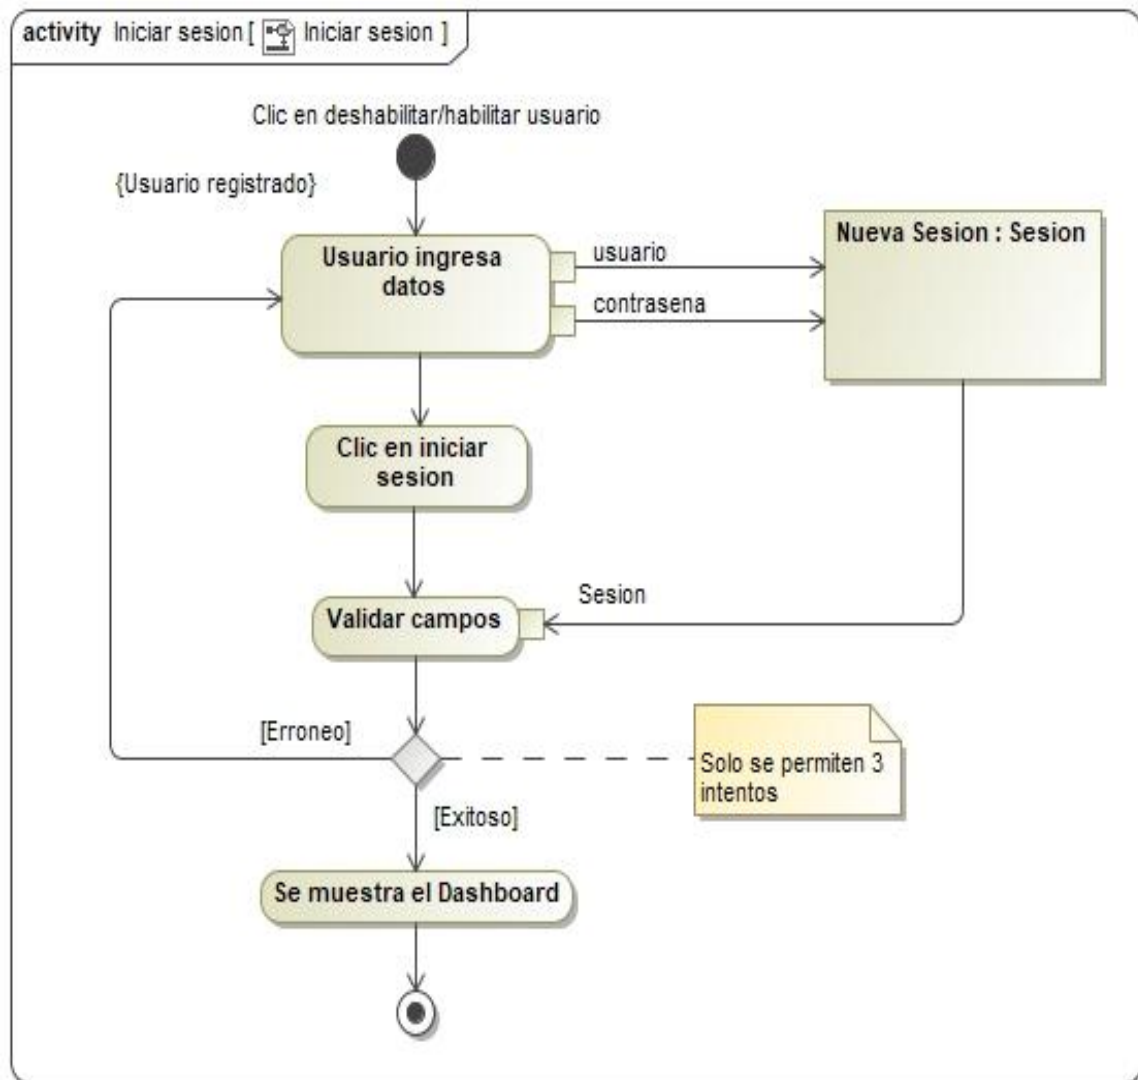 activity Iniciar sesion [ Iniciar sesion ]
Clic en deshabilitar/habilitar usuario
{Usuario registrado}
Usuario ingresa
datos
usuario
contrasena
Nueva Sesion : Sesion
Clic en iniciar
sesion
Sesion
Validar campos
[Erroneo]
Solo se permiten 3
intentos
[Exitoso]
Se muestra el Dashboard